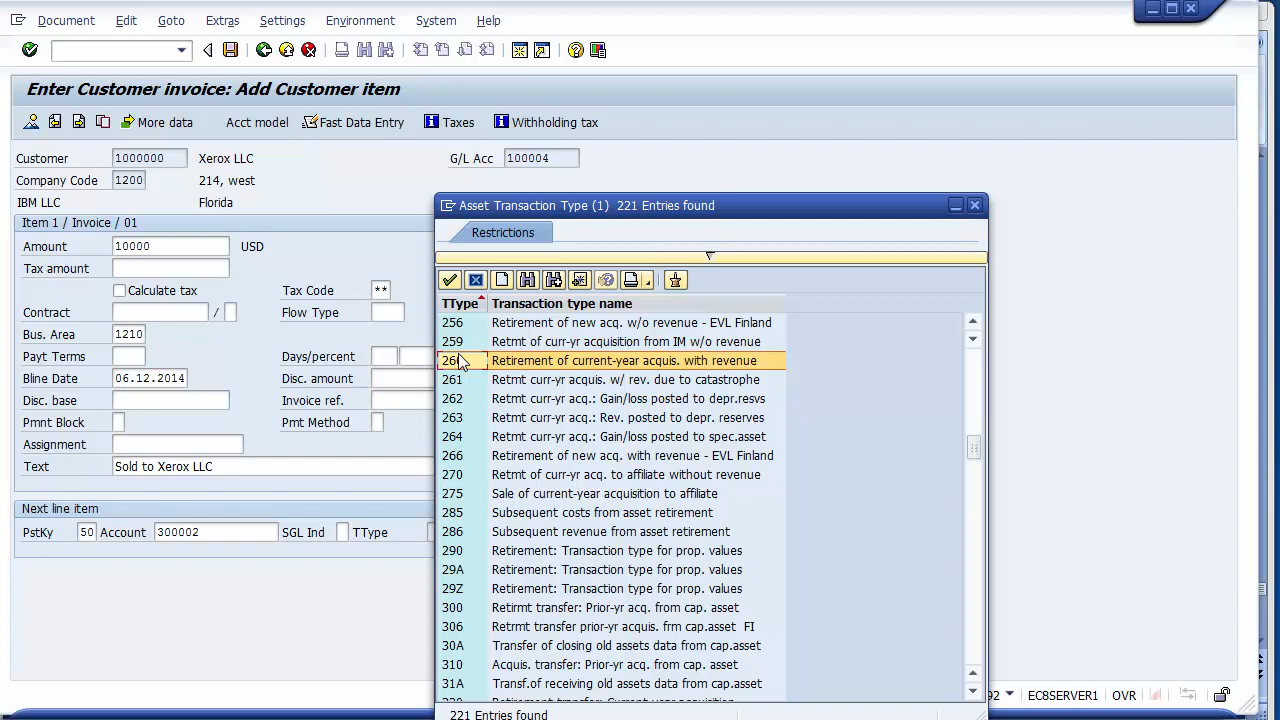 Document Edit Goto Extras Settings Environment System Help
Enter Customer invoice: Add Customer item
More data Acct model Fast Data Entry Taxes Withholding tax
Customer 1000000 Xerox LLC G/L Acc 100004
Company Code 1200 214, west
IBM LLC Florida
Item 1 / Invoice / 01
Amount 10000 USD
Tax amount
Calculate tax Tax Code **
Contract / Flow Type
Bus. Area 1210
Payt Terms Days/percent
Bline Date 06.12.2014 Disc. amount
Disc. base Invoice ref.
Pmnt Block Pmt Method
Assignment
Text Sold to Xerox LLC
Next line item
PstKy 50 Account 300002 SGL Ind TType
Asset Transaction Type (1) 221 Entries found
Restrictions
TType Transaction type name
256 Retirement of new acq. w/o revenue - EVL Finland
259 Retmt of curr-yr acquisition from IM w/o revenue
260 Retirement of current-year acquis. with revenue
261 Retmt curr-yr acquis. w/ rev. due to catastrophe
262 Retmt curr-yr acq.: Gain/loss posted to depr.resvs
263 Retmt curr-yr acq.: Rev. posted to depr. reserves
264 Retmt curr-yr acq.: Gain/loss posted to spec.asset
266 Retirement of new acq. with revenue - EVL Finland
270 Retmt of curr-yr acq. to affiliate without revenue
275 Sale of current-year acquisition to affiliate
285 Subsequent costs from asset retirement
286 Subsequent revenue from asset retirement
290 Retirement: Transaction type for prop. values
29A Retirement: Transaction type for prop. values
29Z Retirement: Transaction type for prop. values
300 Retirmt transfer: Prior-yr acq. from cap. asset
306 Retrmt transfer prior-yr acquis. frm cap.asset FI
30A Transfer of closing old assets data from cap.asset
310 Acquis. transfer: Prior-yr acq. from cap. asset
31A Transf.of receiving old assets data from cap.asset
221 Entries found
92 EC8SERVER1 OVR